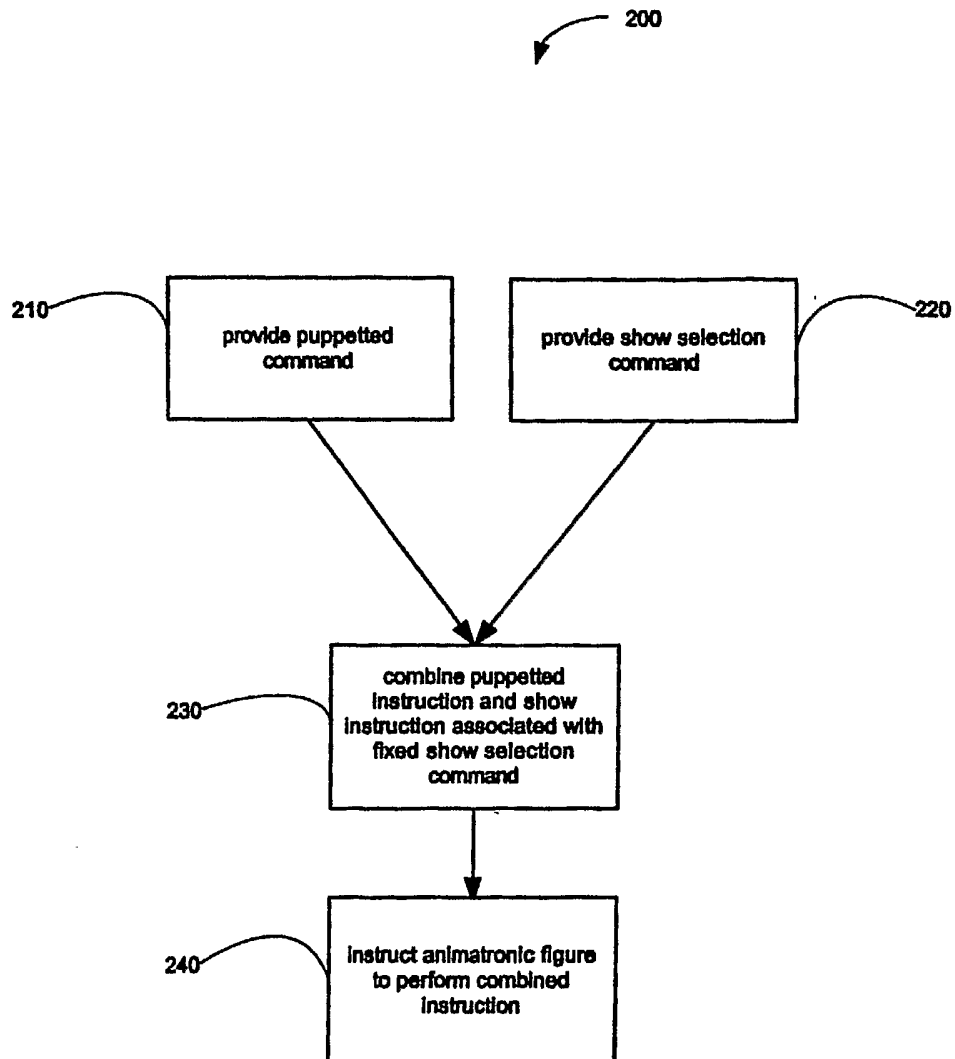 200
210
provide puppetted
command
provide show selection
command
220
230
combine puppetted
instruction and show
instruction associated with
fixed show selection
command
240
instruct animatronic figure
to perform combined
instruction